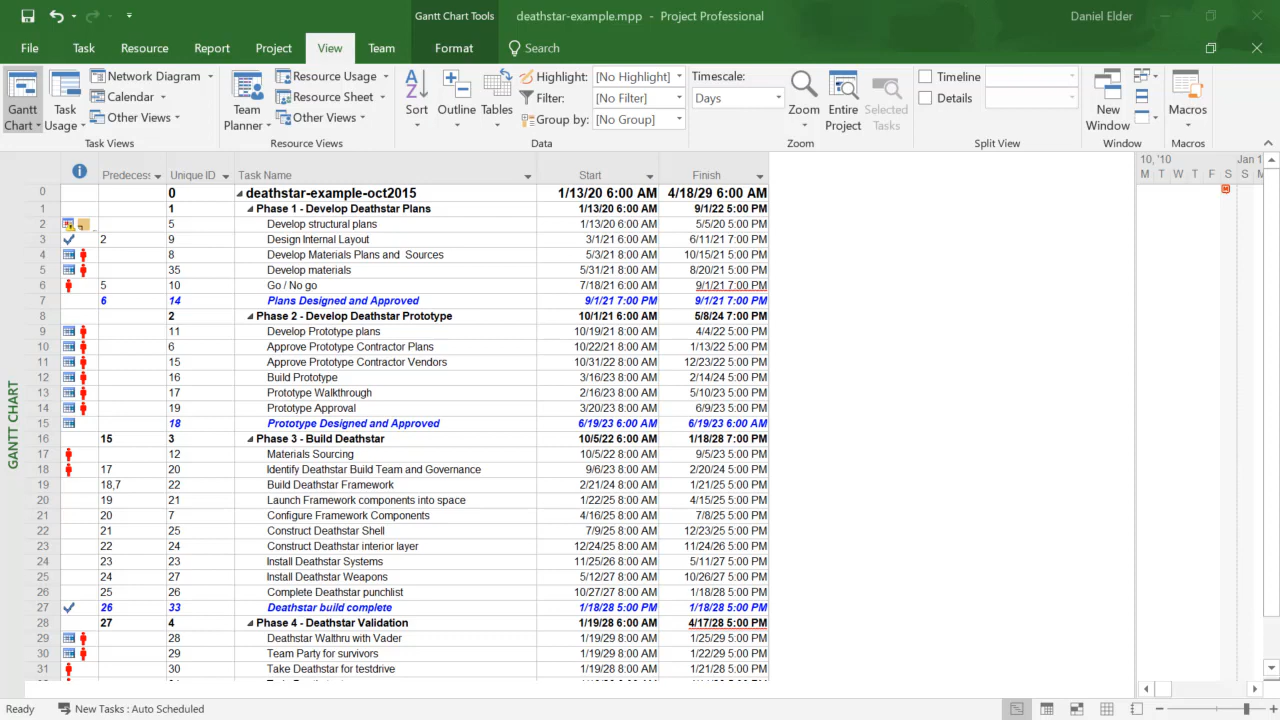 Gantt Chart Tools
deathstar-example.mpp - Project Professional
Daniel Elder
File Task Resource Report Project View Team Format Search
Gantt Chart
Task Usage
Network Diagram
Calendar
Other Views
Task Views
Team Planner
Resource Usage
Resource Sheet
Other Views
Resource Views
Sort
Outline
Tables
Highlight: [No Highlight]
Filter: [No Filter]
Group by: [No Group]
Data
Timescale:
Days
Zoom
Entire Project
Selected Tasks
Zoom
Timeline
Details
Split View
New Window
Window
Macros
Macros
10, '10 Jan 1
Predecess Unique ID Task Name Start Finish
M T W T F S S M
0 0 deathstar-example-oct2015 1/13/20 6:00 AM 4/18/29 6:00 AM
1 1 Phase 1 - Develop Deathstar Plans 1/13/20 6:00 AM 9/1/22 5:00 PM
2 5 Develop structural plans 1/13/20 6:00 AM 5/5/20 5:00 PM
3 2 9 Design Internal Layout 3/1/21 6:00 AM 6/11/21 7:00 PM
4 8 Develop Materials Plans and Sources 5/3/21 8:00 AM 10/15/21 5:00 PM
5 35 Develop materials 5/31/21 8:00 AM 8/20/21 5:00 PM
6 5 10 Go / No go 7/18/21 6:00 AM 9/1/21 7:00 PM
7 6 14 Plans Designed and Approved 9/1/21 7:00 PM 9/1/21 7:00 PM
8 2 Phase 2 - Develop Deathstar Prototype 10/1/21 6:00 AM 5/8/24 7:00 PM
9 11 Develop Prototype plans 10/19/21 8:00 AM 4/4/22 5:00 PM
10 6 Approve Prototype Contractor Plans 10/22/21 8:00 AM 1/13/22 5:00 PM
11 15 Approve Prototype Contractor Vendors 10/31/22 8:00 AM 12/23/22 5:00 PM
12 16 Build Prototype 3/16/23 8:00 AM 2/14/24 5:00 PM
13 17 Prototype Walkthrough 2/16/23 8:00 AM 5/10/23 5:00 PM
14 19 Prototype Approval 3/20/23 8:00 AM 6/9/23 5:00 PM
15 18 Prototype Designed and Approved 6/19/23 6:00 AM 6/19/23 6:00 AM
16 15 3 Phase 3 - Build Deathstar 10/5/22 6:00 AM 1/18/28 7:00 PM
17 12 Materials Sourcing 10/5/22 8:00 AM 9/5/23 5:00 PM
18 17 20 Identify Deathstar Build Team and Governance 9/6/23 8:00 AM 2/20/24 5:00 PM
19 18,7 22 Build Deathstar Framework 2/21/24 8:00 AM 1/21/25 5:00 PM
20 19 21 Launch Framework components into space 1/22/25 8:00 AM 4/15/25 5:00 PM
21 20 7 Configure Framework Components 4/16/25 8:00 AM 7/8/25 5:00 PM
22 21 25 Construct Deathstar Shell 7/9/25 8:00 AM 12/23/25 5:00 PM
23 22 24 Construct Deathstar interior layer 12/24/25 8:00 AM 11/24/26 5:00 PM
24 23 23 Install Deathstar Systems 11/25/26 8:00 AM 5/11/27 5:00 PM
25 24 27 Install Deathstar Weapons 5/12/27 8:00 AM 10/26/27 5:00 PM
26 25 26 Complete Deathstar punchlist 10/27/27 8:00 AM 1/18/28 5:00 PM
27 26 33 Deathstar build complete 1/18/28 5:00 PM 1/18/28 5:00 PM
28 27 4 Phase 4 - Deathstar Validation 1/19/28 6:00 AM 4/17/28 5:00 PM
29 28 Deathstar Walthru with Vader 1/19/28 8:00 AM 1/25/29 5:00 PM
30 29 Team Party for survivors 1/19/28 8:00 AM 1/22/29 5:00 PM
31 30 Take Deathstar for testdrive 1/19/28 8:00 AM 1/21/28 5:00 PM
GANTT CHART
Ready New Tasks : Auto Scheduled